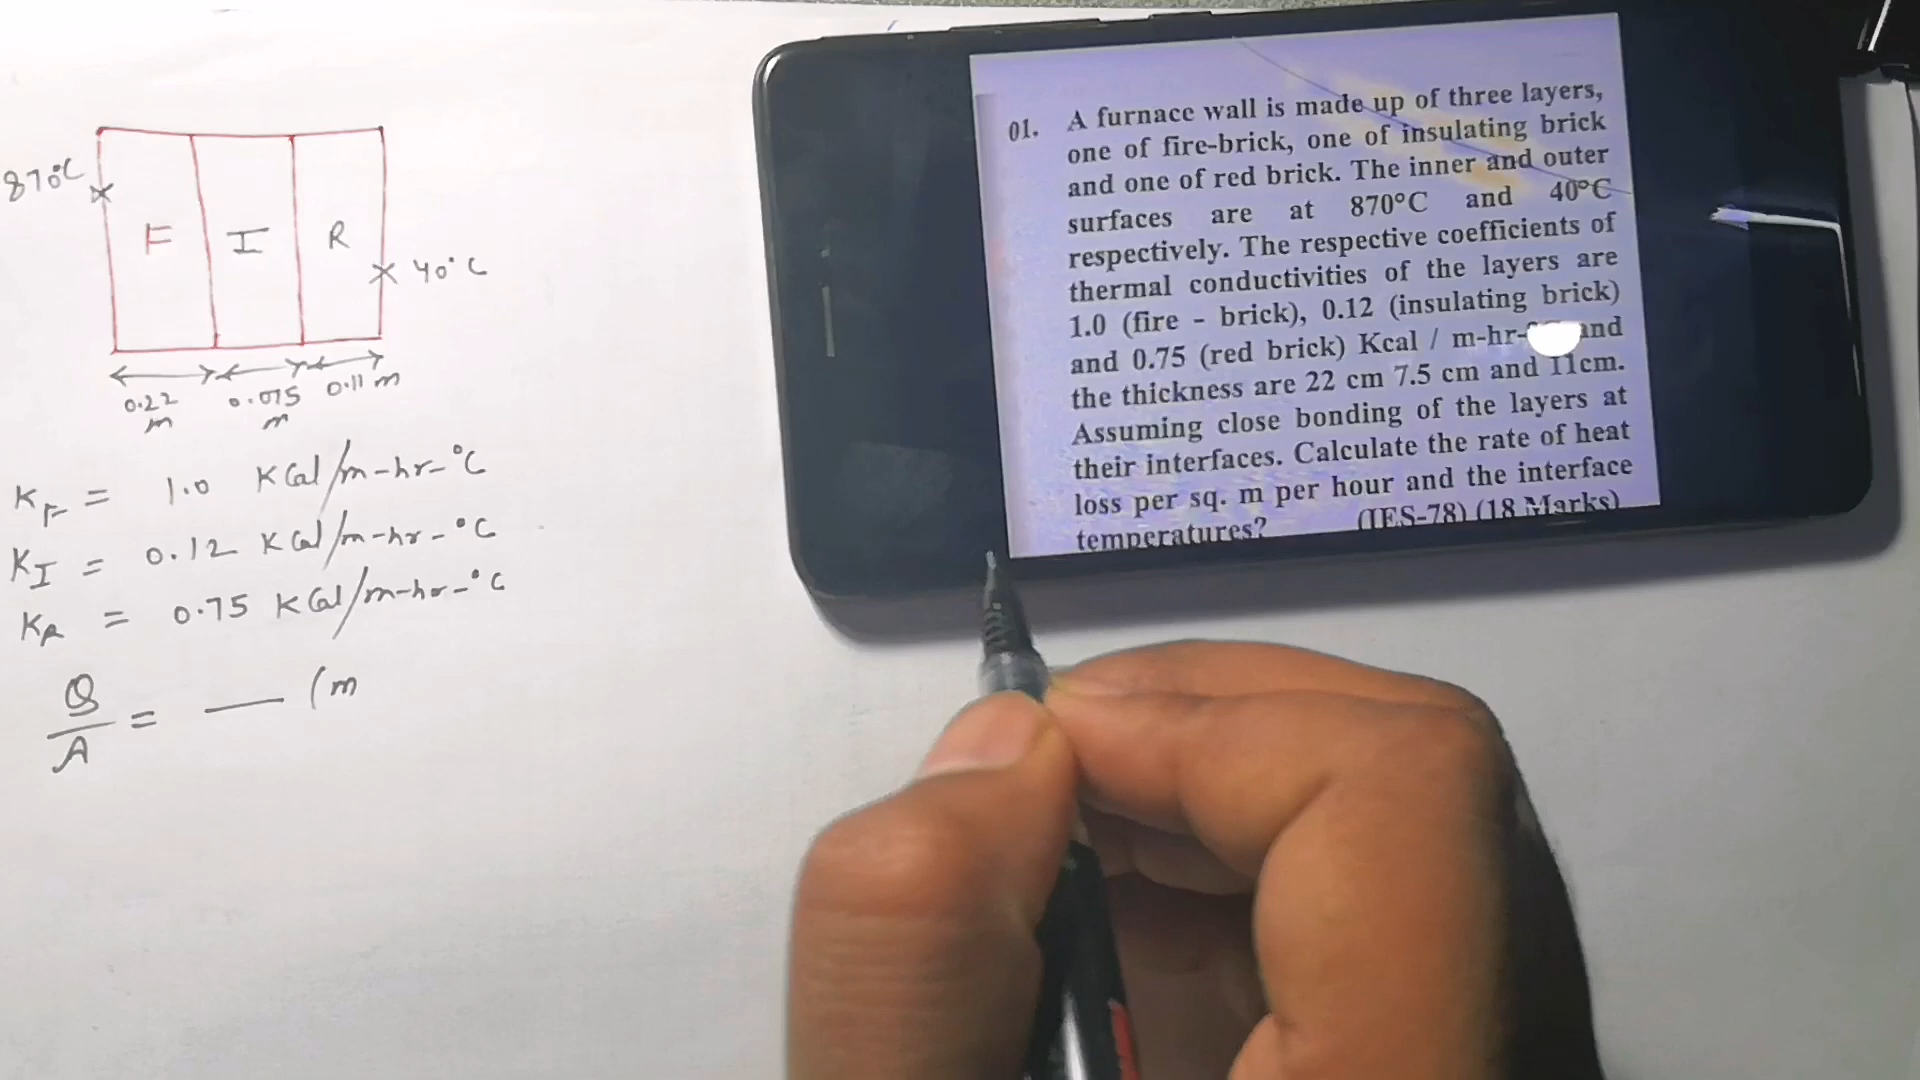 870°C
F
I
R
40°C
0.22 m
0.075 m
0.11 m
K_F = 1.0 KCal/m-hr-°C
K_I = 0.12 KCal/m-hr-°C
K_R = 0.75 KCal/m-hr-°C
Q/A = — (m
01. A furnace wall is made up of three layers,
one of fire-brick, one of insulating brick
and one of red brick. The inner and outer
surfaces are at 870°C and 40°C
respectively. The respective coefficients of
thermal conductivities of the layers are
1.0 (fire - brick), 0.12 (insulating brick)
and 0.75 (red brick) Kcal / m-hr- and
the thickness are 22 cm 7.5 cm and 11cm.
Assuming close bonding of the layers at
their interfaces. Calculate the rate of heat
loss per sq. m per hour and the interface
temperatures? (IES-78) (18 Marks)